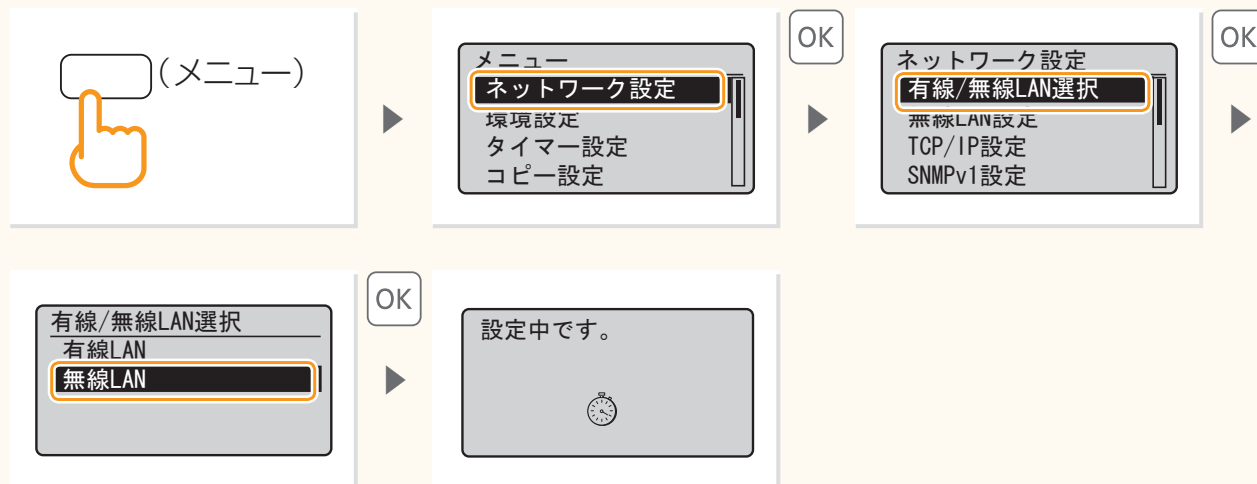 (メニュー)
メニュー
ネットワーク設定
環境設定
タイマー設定
コピー設定
OK
ネットワーク設定
有線/無線LAN選択
無線LAN設定
TCP/IP設定
SNMPv1設定
OK
有線/無線LAN選択
有線LAN
無線LAN
OK
設定中です。